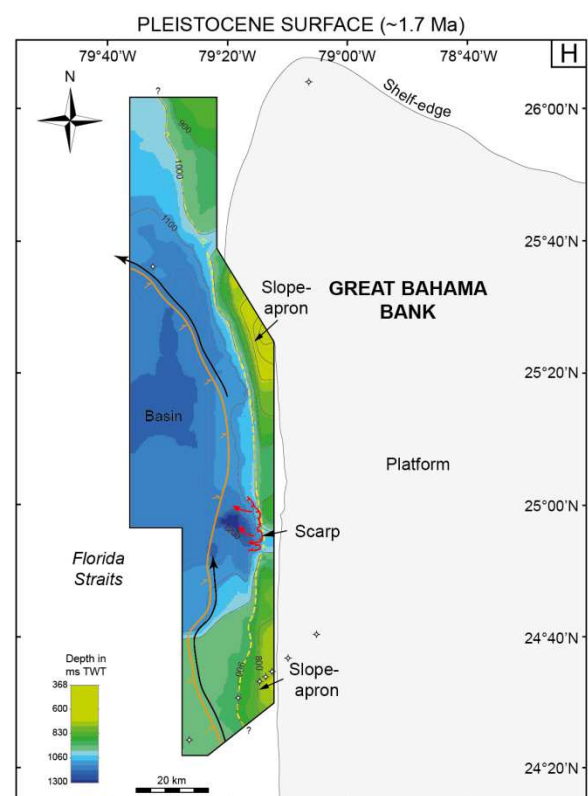 PLEISTOCENE SURFACE (~1.7 Ma)
79°40'W 79°20'W 79°00'W 78°40'W
H
N
?
Shelf-edge
26°00'N
900
1000
1100
25°40'N
Slope-
apron
GREAT BAHAMA
BANK
25°20'N
Basin
Platform
25°00'N
1200
Scarp
Florida
Straits
24°40'N
900
800
Slope-
apron
Depth in
ms TWT
368
600
830
1060
1300
?
20 km
24°20'N